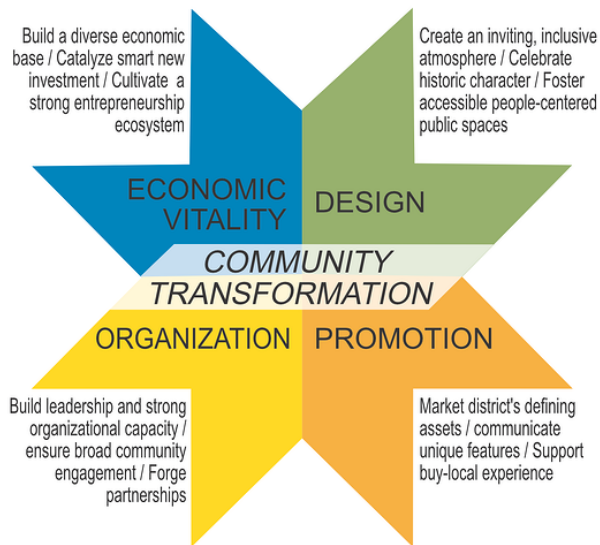 Build a diverse economic
base / Catalyze smart new
investment / Cultivate a
strong entrepreneurship
ecosystem
Create an inviting, inclusive
atmosphere / Celebrate
historic character / Foster
accessible people-centered
public spaces
ECONOMIC
VITALITY
DESIGN
COMMUNITY
TRANSFORMATION
ORGANIZATION
PROMOTION
Build leadership and strong
organizational capacity /
ensure broad community
engagement / Forge
partnerships
Market district's defining
assets / communicate
unique features / Support
buy-local experience